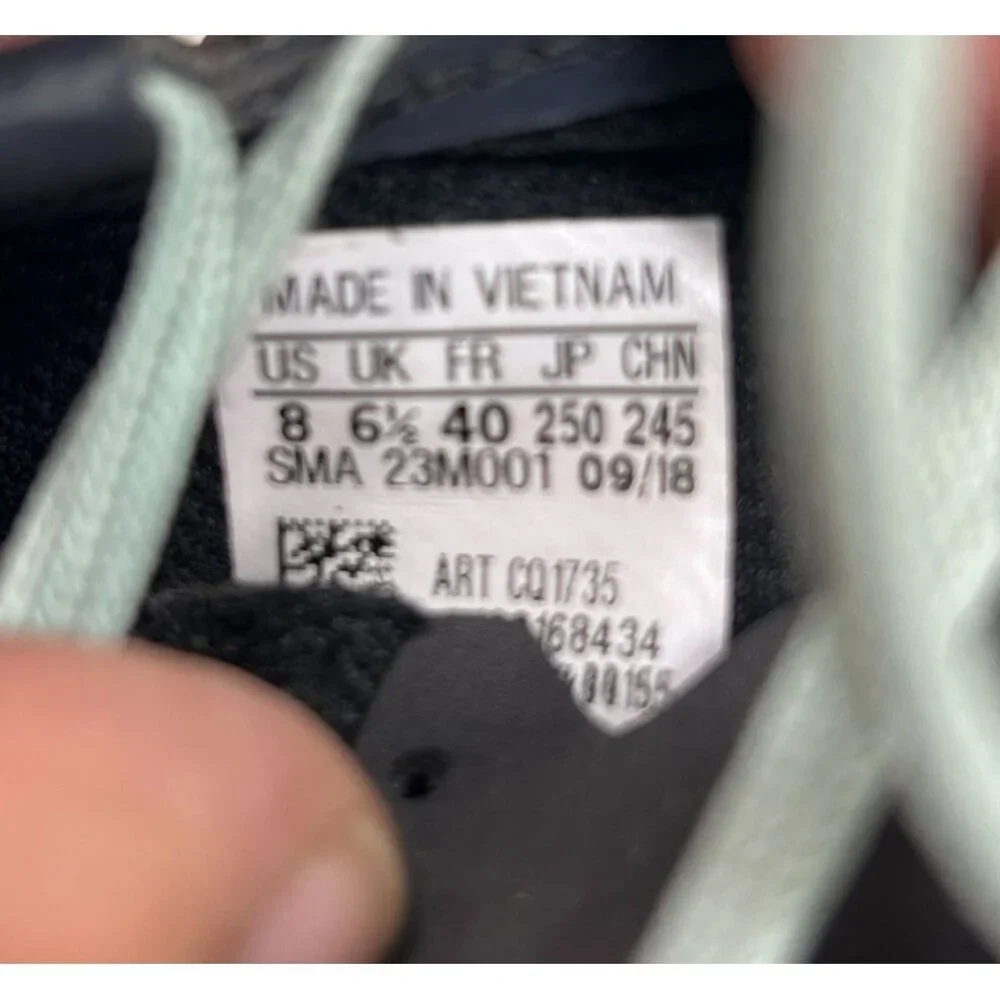 MADE IN VIETNAM
US UK FR JP CHN
8 6½ 40 250 245
SMA 23M001 09/18
ART CQ1735
168434